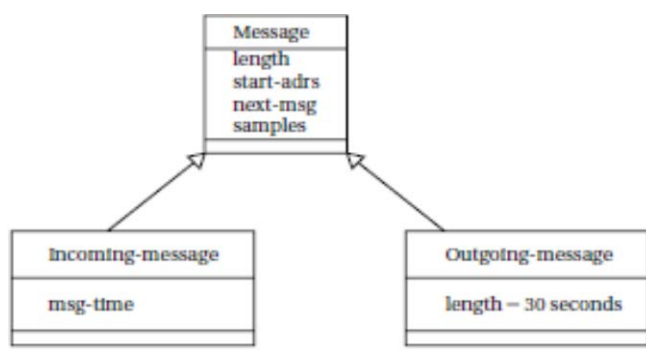 Message
length
start-adrs
next-msg
samples
Incoming-message
msg-time
Outgoing-message
length – 30 seconds